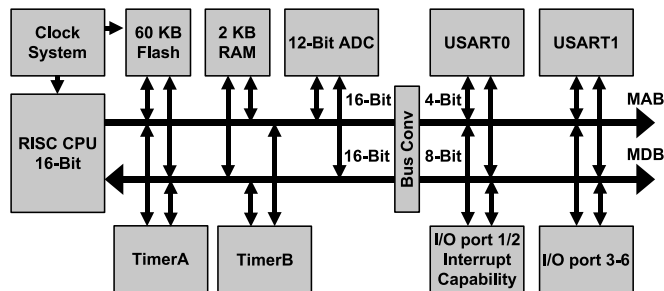 Clock
System
60 KB
Flash
2 KB
RAM
12-Bit ADC
USART0
USART1
16-Bit
4-Bit
MAB
RISC CPU
16-Bit
Bus Conv
16-Bit
8-Bit
MDB
TimerA
TimerB
I/O port 1/2
Interrupt
Capability
I/O port 3-6